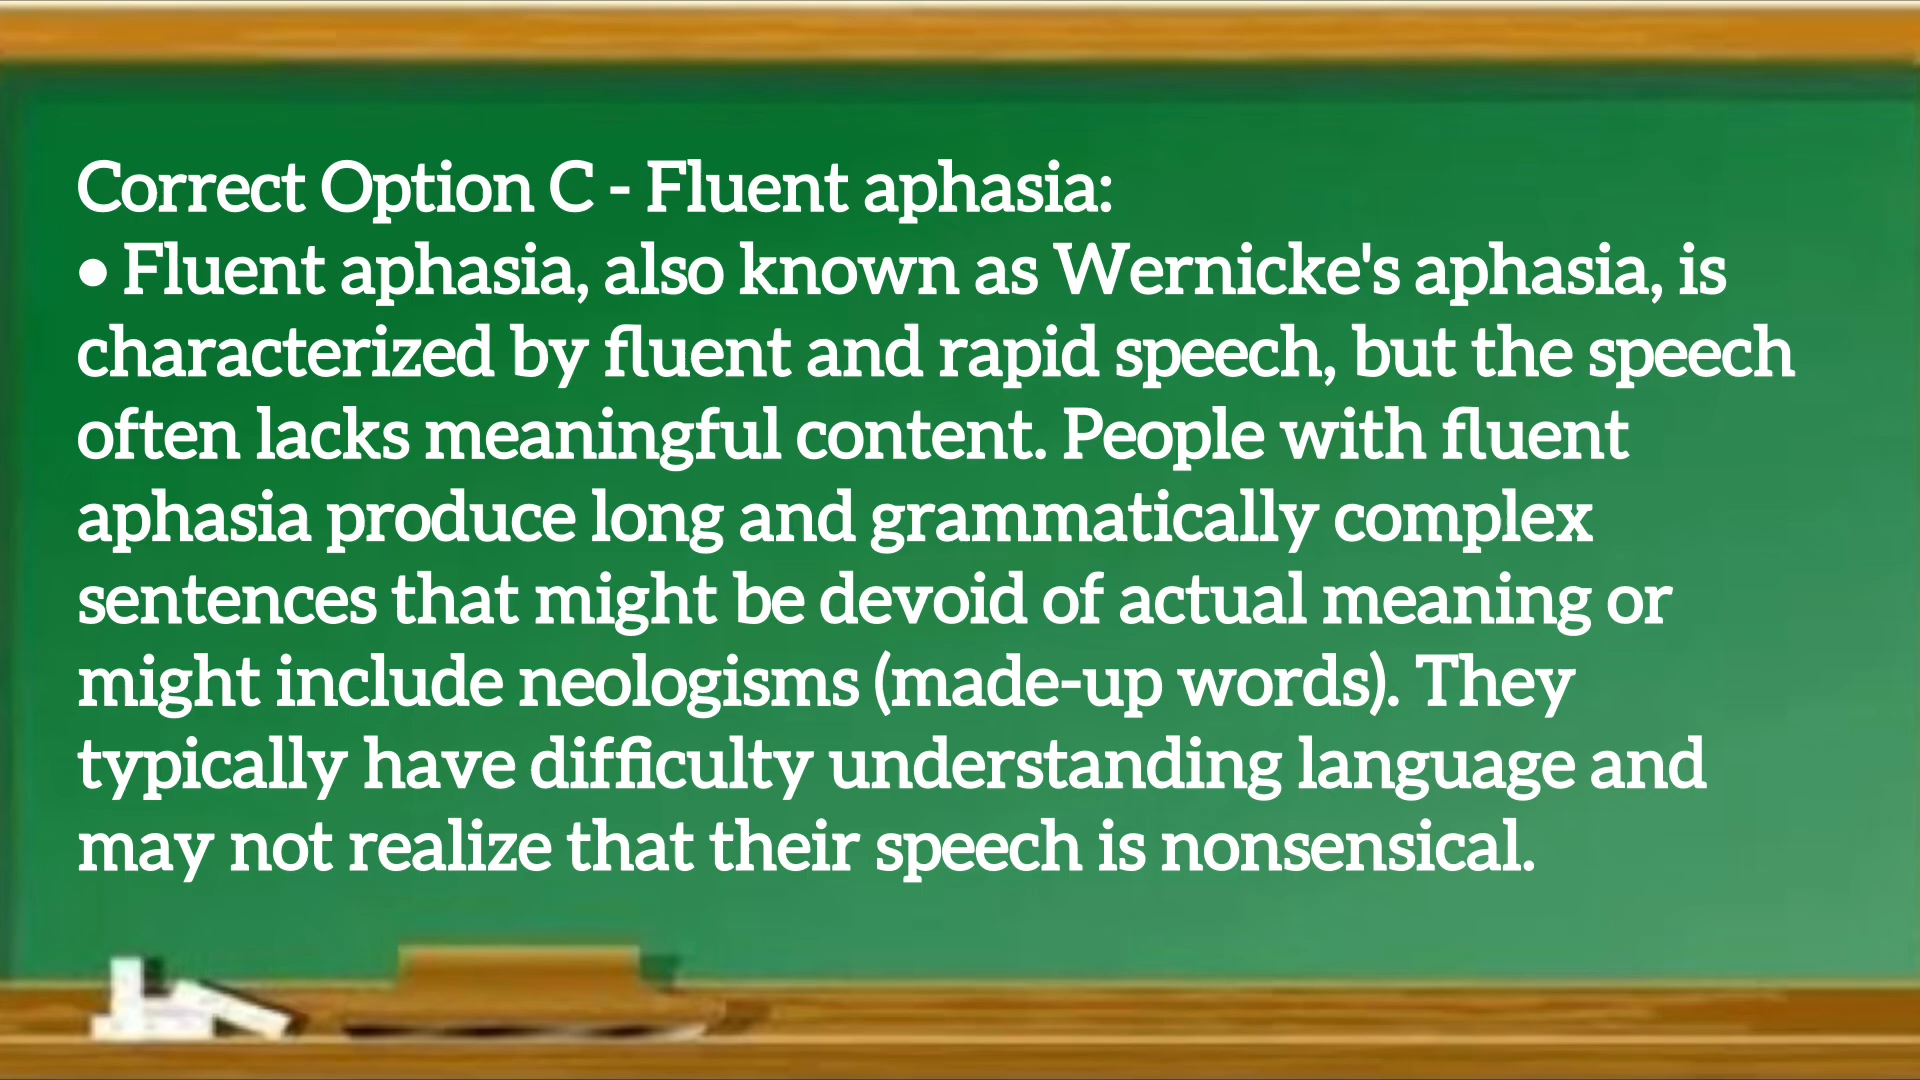 Correct Option C - Fluent aphasia:
● Fluent aphasia, also known as Wernicke's aphasia, is
characterized by fluent and rapid speech, but the speech
often lacks meaningful content. People with fluent
aphasia produce long and grammatically complex
sentences that might be devoid of actual meaning or
might include neologisms (made-up words). They
typically have difficulty understanding language and
may not realize that their speech is nonsensical.